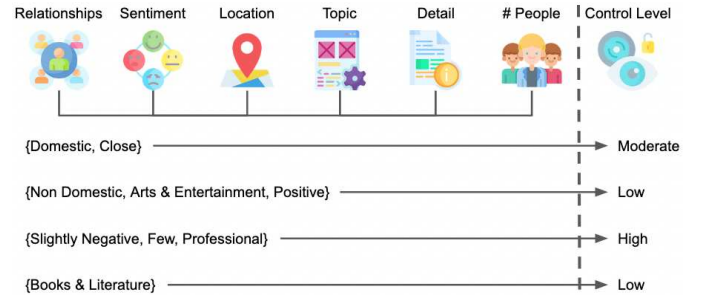 Relationships Sentiment Location Topic Detail # People Control Level
{Domestic, Close} Moderate
{Non Domestic, Arts & Entertainment, Positive} Low
{Slightly Negative, Few, Professional} High
{Books & Literature} Low